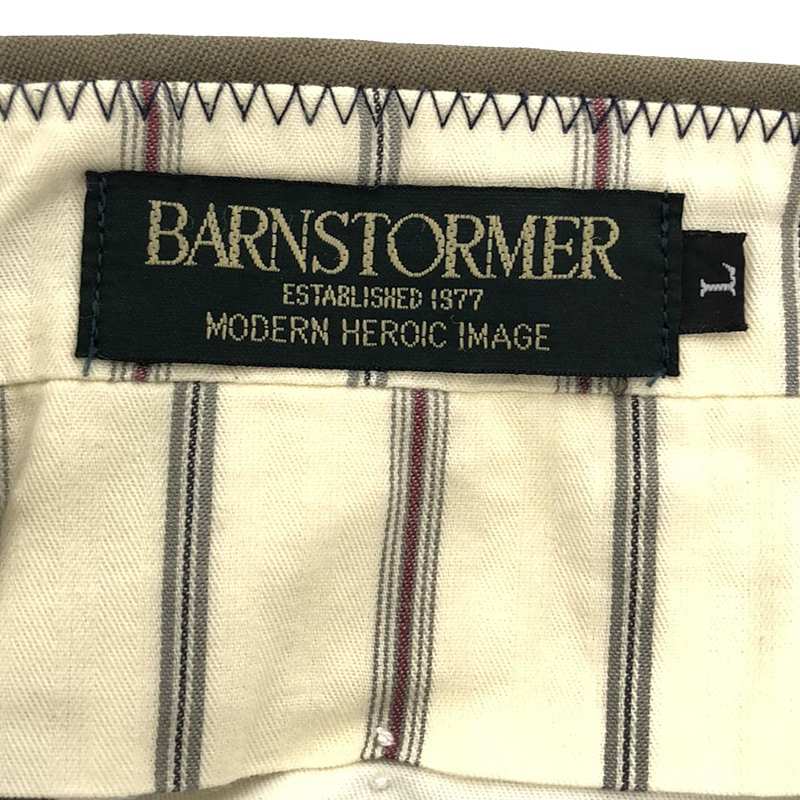 BARNSTORMER
ESTABLISHED 1977
MODERN HEROIC IMAGE
L